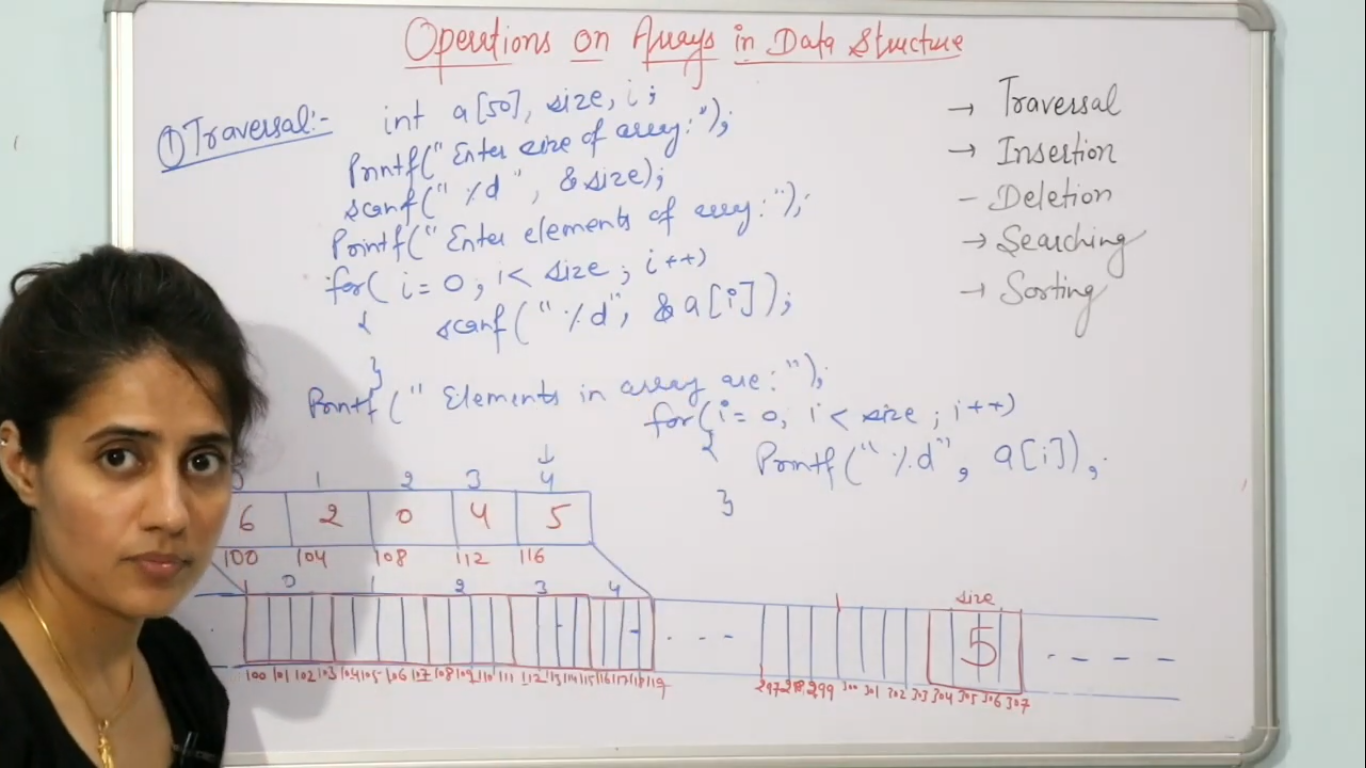 Operations on Arrays in Data Structure
① Traversal:-
int a[50], size, i;
Printf("Enter size of array:");
scanf("%d", &size);
Printf("Enter elements of array:");
for( i=0, i< size ; i++)
{ scanf("%d", &a[i]);
}
Printf("Elements in array are:");
for(i= 0, i< size ; i++)
{ Printf("%d", a[i]),
}
→ Traversal
→ Insertion
- Deletion
→ Searching
→ Sorting
1 2 3 4
6 2 0 4 5
100 104 108 112 116
0 1 2 3 4
size
5
100 101 102 103 104 105 106 107 108 109 110 111 112 113 114 115 116 117 118 119
297 298 299 300 301 302 303 304 305 306 307